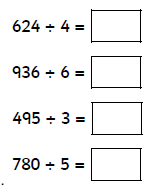 624 ÷ 4 =
936 ÷ 6 =
495 ÷ 3 =
780 ÷ 5 =